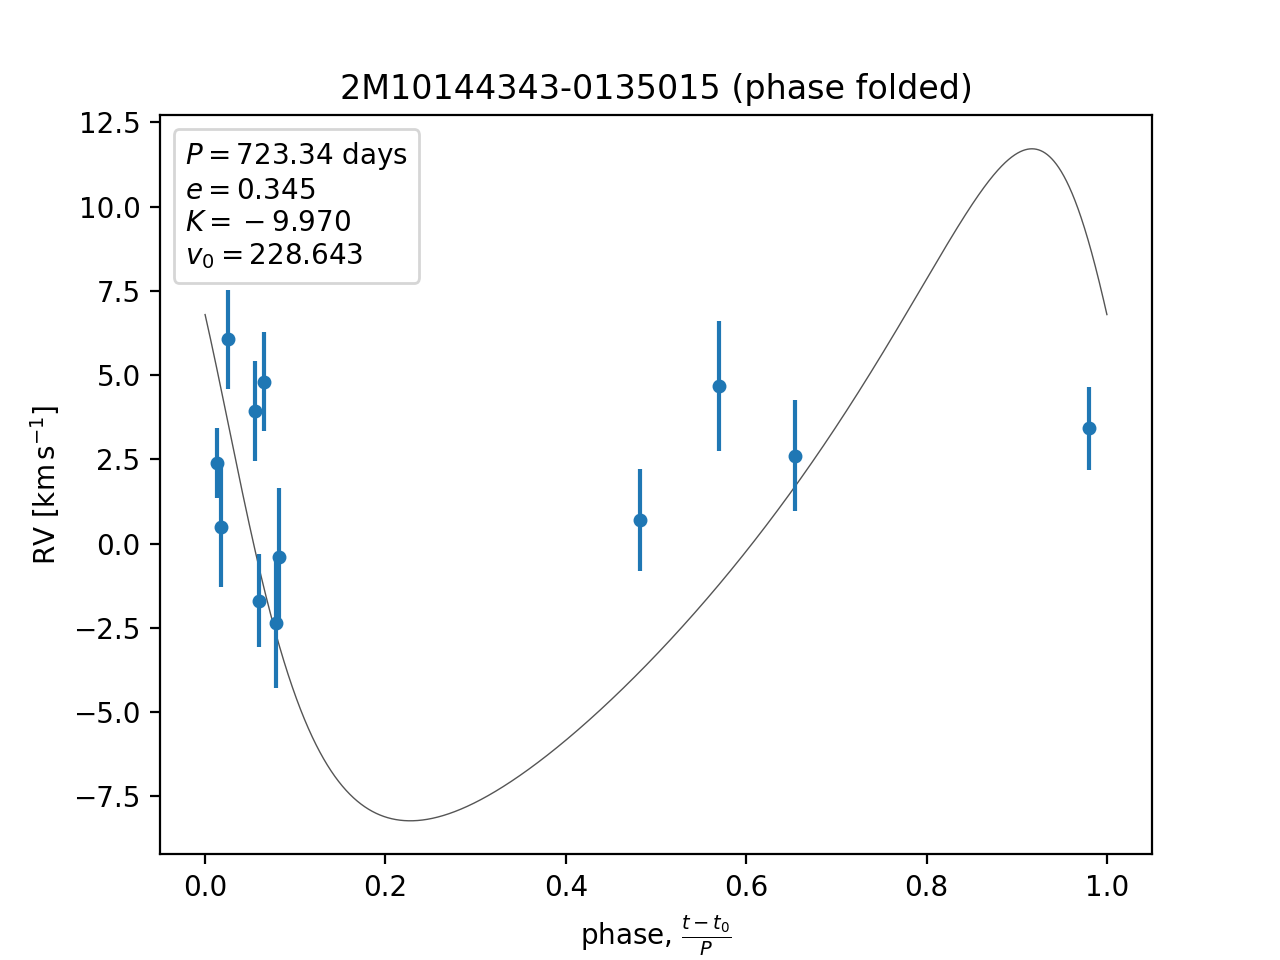 2M10144343-0135015 (phase folded)
12.5
10.0
7.5
5.0
2.5
0.0
−2.5
−5.0
−7.5
RV [km s⁻¹]
P = 723.34 days
e = 0.345
K = −9.970
v₀ = 228.643
0.0 0.2 0.4 0.6 0.8 1.0
phase, (t − t₀)/P